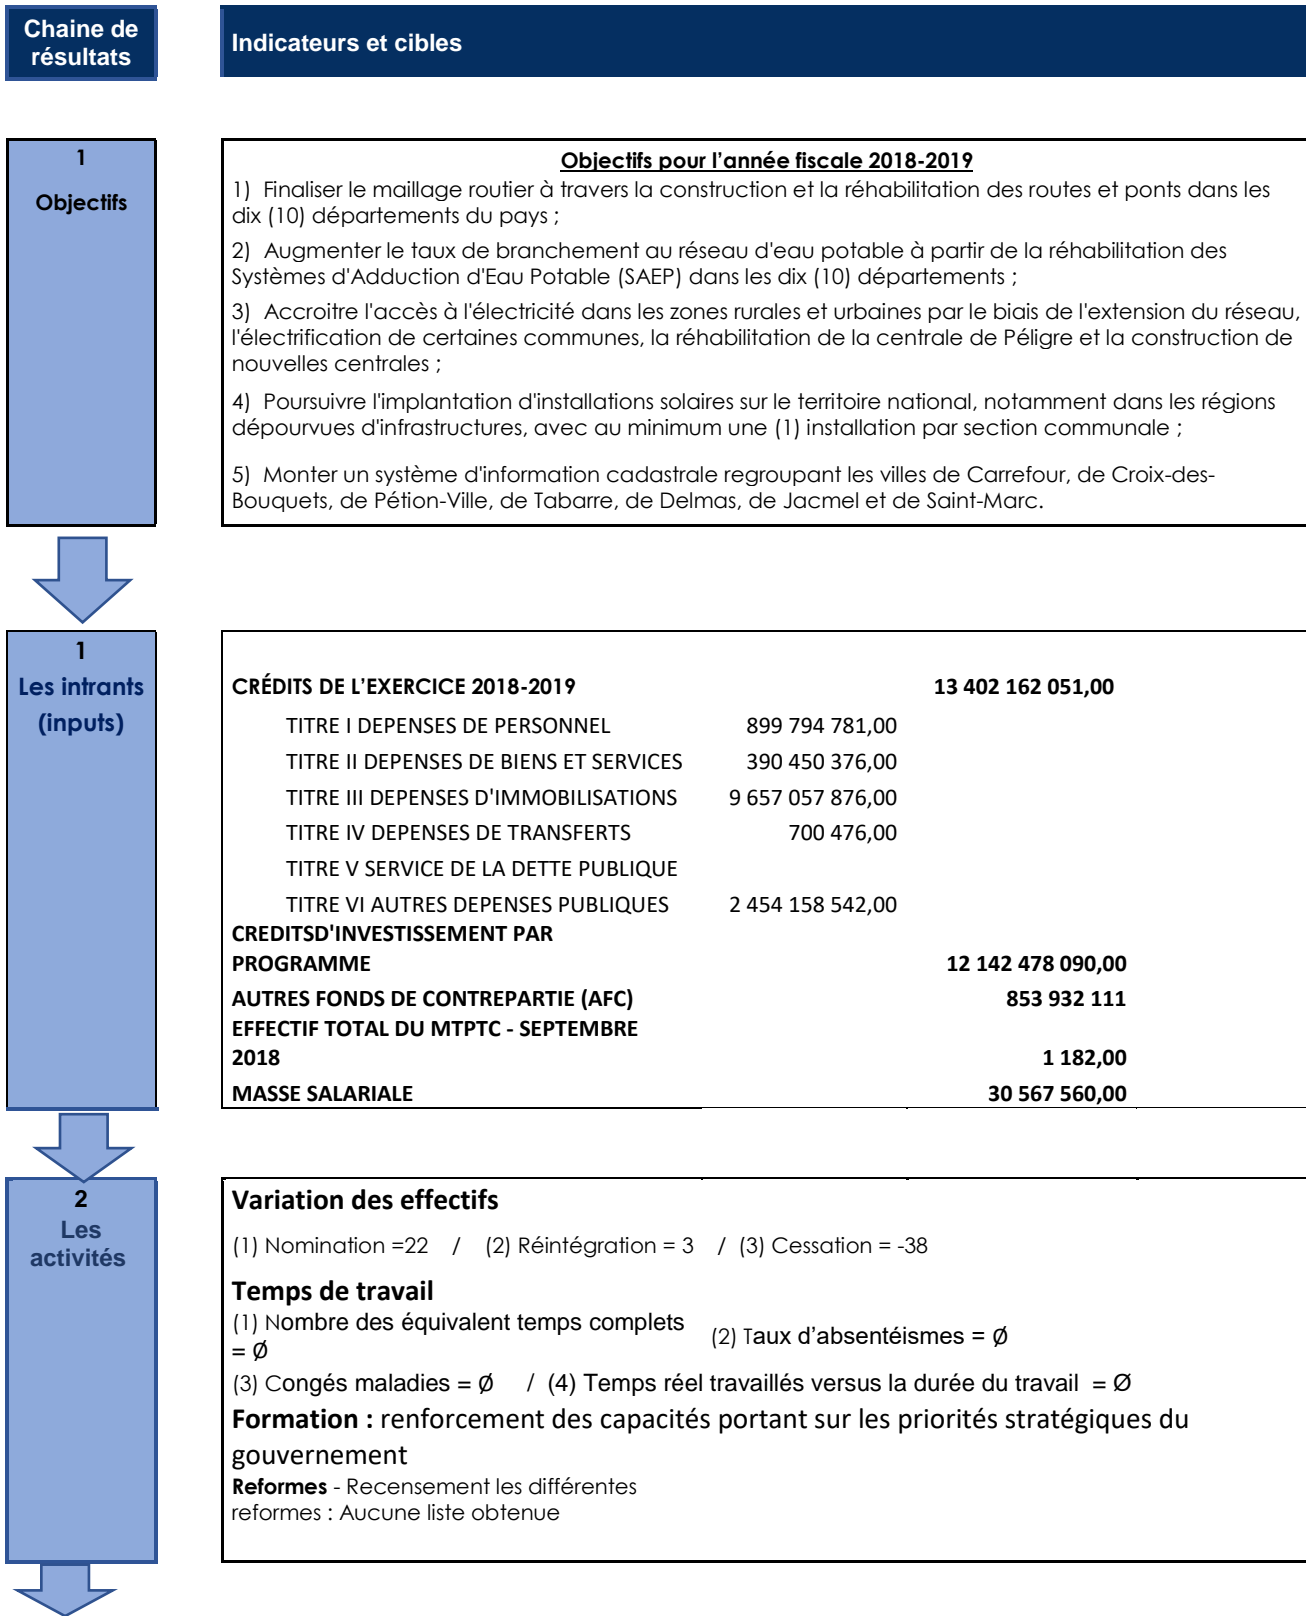 Chaine de
résultats
Indicateurs et cibles
1
Objectifs
Objectifs pour l’année fiscale 2018-2019
1) Finaliser le maillage routier à travers la construction et la réhabilitation des routes et ponts dans les
dix (10) départements du pays ;
2) Augmenter le taux de branchement au réseau d'eau potable à partir de la réhabilitation des
Systèmes d'Adduction d'Eau Potable (SAEP) dans les dix (10) départements ;
3) Accroitre l'accès à l'électricité dans les zones rurales et urbaines par le biais de l'extension du réseau,
l'électrification de certaines communes, la réhabilitation de la centrale de Péligre et la construction de
nouvelles centrales ;
4) Poursuivre l'implantation d'installations solaires sur le territoire national, notamment dans les régions
dépourvues d'infrastructures, avec au minimum une (1) installation par section communale ;
5) Monter un système d'information cadastrale regroupant les villes de Carrefour, de Croix-des-
Bouquets, de Pétion-Ville, de Tabarre, de Delmas, de Jacmel et de Saint-Marc.
1
Les intrants
(inputs)
CRÉDITS DE L’EXERCICE 2018-2019 13 402 162 051,00
TITRE I DEPENSES DE PERSONNEL 899 794 781,00
TITRE II DEPENSES DE BIENS ET SERVICES 390 450 376,00
TITRE III DEPENSES D'IMMOBILISATIONS 9 657 057 876,00
TITRE IV DEPENSES DE TRANSFERTS 700 476,00
TITRE V SERVICE DE LA DETTE PUBLIQUE
TITRE VI AUTRES DEPENSES PUBLIQUES 2 454 158 542,00
CREDITSD'INVESTISSEMENT PAR
PROGRAMME 12 142 478 090,00
AUTRES FONDS DE CONTREPARTIE (AFC) 853 932 111
EFFECTIF TOTAL DU MTPTC - SEPTEMBRE
2018 1 182,00
MASSE SALARIALE 30 567 560,00
2
Les
activités
Variation des effectifs
(1) Nomination =22 / (2) Réintégration = 3 / (3) Cessation = -38
Temps de travail
(1) Nombre des équivalent temps complets
= Ø
(2) Taux d’absentéismes = Ø
(3) Congés maladies = Ø / (4) Temps réel travaillés versus la durée du travail = Ø
Formation : renforcement des capacités portant sur les priorités stratégiques du
gouvernement
Reformes - Recensement les différentes
reformes : Aucune liste obtenue